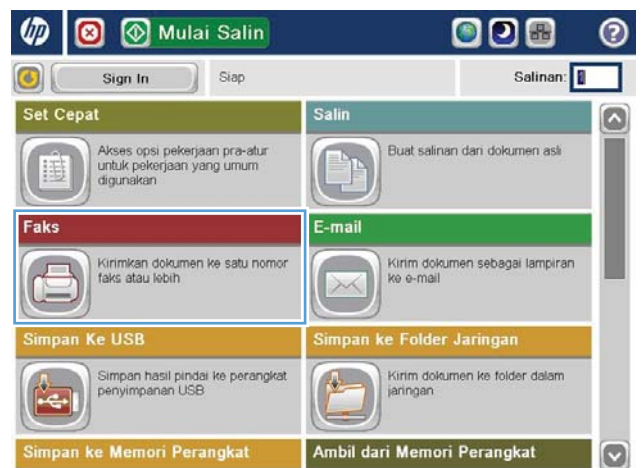 hp
Mulai Salin
?
Sign In
Siap
Salinan: 1
Set Cepat
Akses opsi pekerjaan pra-atur
untuk pekerjaan yang umum
digunakan
Salin
Buat salinan dari dokumen asli
Faks
Kirimkan dokumen ke satu nomor
faks atau lebih
E-mail
Kirim dokumen sebagai lampiran
ke e-mail
Simpan Ke USB
Simpan hasil pindai ke perangkat
penyimpanan USB
Simpan ke Folder Jaringan
Kirim dokumen ke folder dalam
jaringan
Simpan ke Memori Perangkat
Ambil dari Memori Perangkat